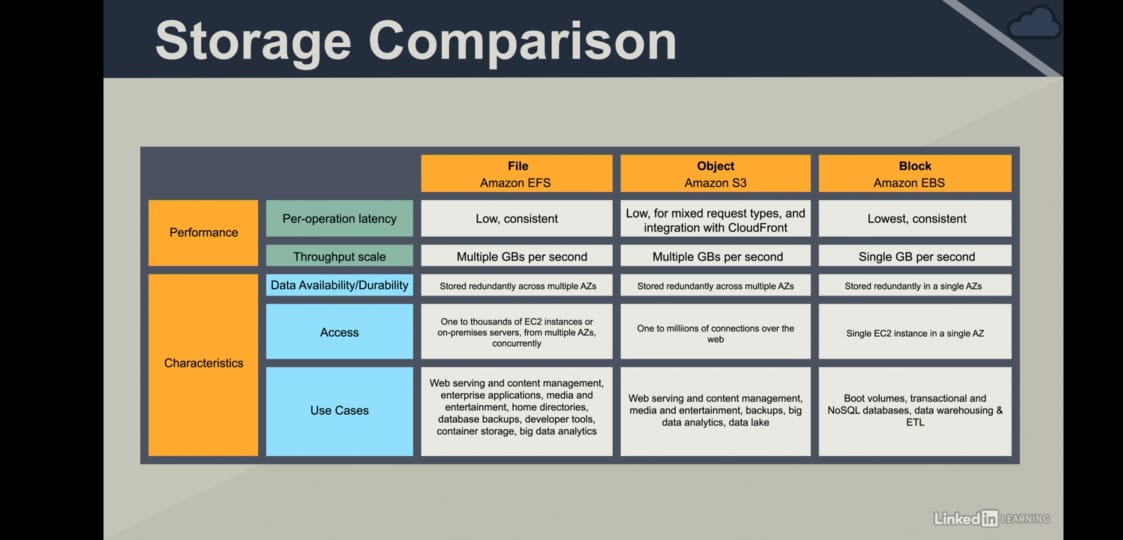 Storage Comparison
File
Amazon EFS
Object
Amazon S3
Block
Amazon EBS
Performance
Per-operation latency
Low, consistent
Low, for mixed request types, and
integration with CloudFront
Lowest, consistent
Throughput scale
Multiple GBs per second
Multiple GBs per second
Single GB per second
Characteristics
Data Availability/Durability
Stored redundantly across multiple AZs
Stored redundantly across multiple AZs
Stored redundantly in a single AZs
Access
One to thousands of EC2 instances or
on-premises servers, from multiple AZs,
concurrently
One to milliions of connections over the
web
Single EC2 instance in a single AZ
Use Cases
Web serving and content management,
enterprise applications, media and
entertainment, home directories,
database backups, developer tools,
container storage, big data analytics
Web serving and content management,
media and entertainment, backups, big
data analytics, data lake
Boot volumes, transactional and
NoSQL databases, data warehousing &
ETL
Linked in LEARNING